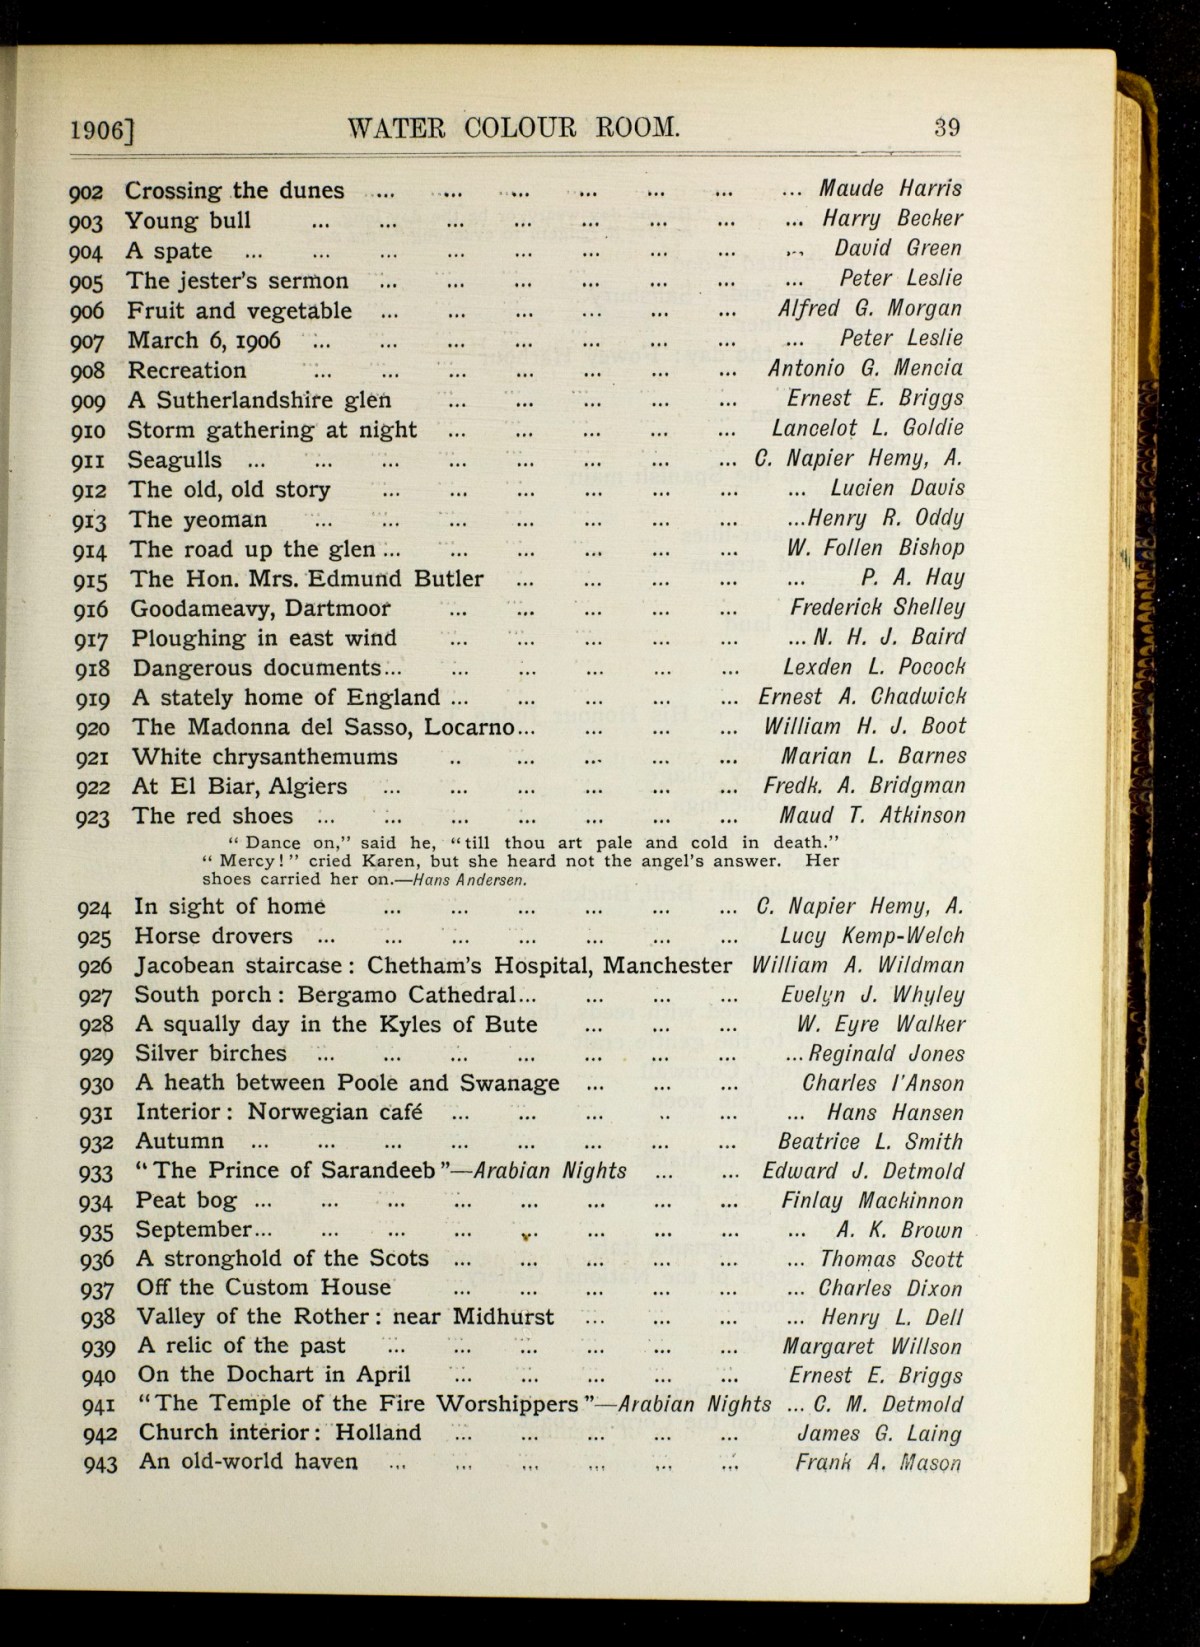 1906] WATER COLOUR ROOM. 39
902 Crossing the dunes ... ... ... ... ... ... ... Maude Harris
903 Young bull ... ... ... ... ... ... ... ... Harry Becker
904 A spate ... ... ... ... ... ... ... ... ... David Green
905 The jester's sermon ... ... ... ... ... ... ... Peter Leslie
906 Fruit and vegetable ... ... ... ... ... ... Alfred G. Morgan
907 March 6, 1906 ... ... ... ... ... ... ... ... Peter Leslie
908 Recreation ... ... ... ... ... ... ... Antonio G. Mencia
909 A Sutherlandshire glen ... ... ... ... ... Ernest E. Briggs
910 Storm gathering at night ... ... ... ... ... Lancelot L. Goldie
911 Seagulls ... ... ... ... ... ... ... ... C. Napier Hemy, A.
912 The old, old story ... ... ... ... ... ... ... Lucien Davis
913 The yeoman ... ... ... ... ... ... ... ...Henry R. Oddy
914 The road up the glen ... ... ... ... ... ... W. Follen Bishop
915 The Hon. Mrs. Edmund Butler ... ... ... ... ... P. A. Hay
916 Goodameavy, Dartmoor ... ... ... ... ... Frederick Shelley
917 Ploughing in east wind ... ... ... ... ... ... N. H. J. Baird
918 Dangerous documents... ... ... ... ... ... Lexden L. Pocock
919 A stately home of England ... ... ... ... ... Ernest A. Chadwick
920 The Madonna del Sasso, Locarno... ... ... ... William H. J. Boot
921 White chrysanthemums .. ... ... ... ... Marian L. Barnes
922 At El Biar, Algiers ... ... ... ... ... ... Fredk. A. Bridgman
923 The red shoes ... ... ... ... ... ... ... Maud T. Atkinson
"Dance on," said he, "till thou art pale and cold in death."
"Mercy!" cried Karen, but she heard not the angel's answer. Her
shoes carried her on.—Hans Andersen.
924 In sight of home ... ... ... ... ... ... C. Napier Hemy, A.
925 Horse drovers ... ... ... ... ... ... ... Lucy Kemp-Welch
926 Jacobean staircase: Chetham's Hospital, Manchester William A. Wildman
927 South porch: Bergamo Cathedral... ... ... ... Evelyn J. Whyley
928 A squally day in the Kyles of Bute ... ... ... W. Eyre Walker
929 Silver birches ... ... ... ... ... ... ... ... Reginald Jones
930 A heath between Poole and Swanage ... ... ... Charles I'Anson
931 Interior: Norwegian café ... ... ... .. ... ... Hans Hansen
932 Autumn ... ... ... ... ... ... ... ... Beatrice L. Smith
933 "The Prince of Sarandeeb"—Arabian Nights ... ... Edward J. Detmold
934 Peat bog ... ... ... ... ... ... ... ... Finlay Mackinnon
935 September... ... ... ... ... ... ... ... ... A. K. Brown
936 A stronghold of the Scots ... ... ... ... ... ... Thomas Scott
937 Off the Custom House ... ... ... ... ... ... Charles Dixon
938 Valley of the Rother: near Midhurst ... ... ... ... Henry L. Dell
939 A relic of the past ... ... ... ... ... ... Margaret Willson
940 On the Dochart in April ... ... ... ... ... Ernest E. Briggs
941 "The Temple of the Fire Worshippers"—Arabian Nights ... C. M. Detmold
942 Church interior: Holland ... ... ... ... ... James G. Laing
943 An old-world haven ... ... ... ... ... ... Frank A. Mason